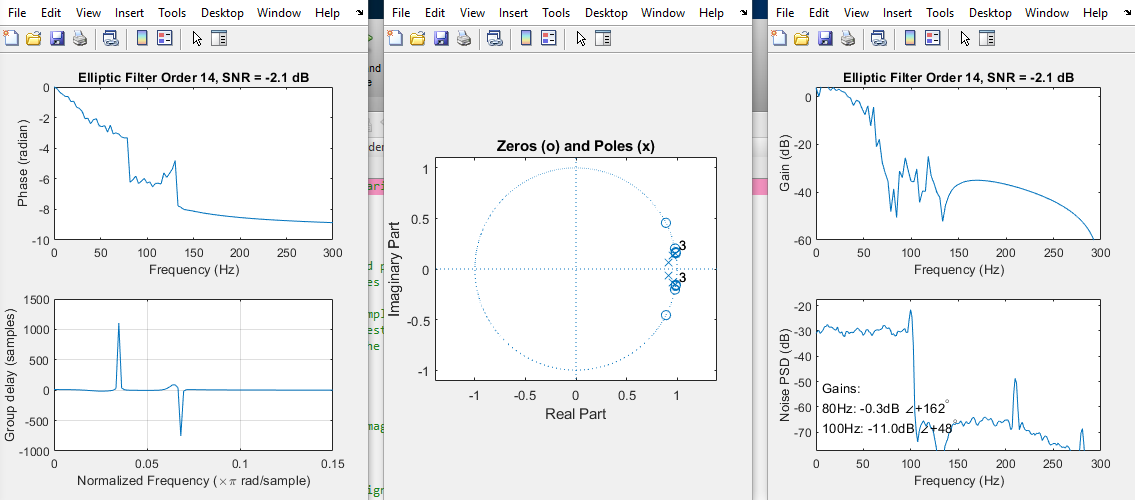 File Edit View Insert Tools Desktop Window Help
Elliptic Filter Order 14, SNR = -2.1 dB
Phase (radian)
0
-2
-4
-6
-8
-10
0 50 100 150 200 250 300
Frequency (Hz)
Group delay (samples)
1500
1000
500
0
-500
-1000
0 0.05 0.1 0.15
Normalized Frequency (×π rad/sample)
File Edit View Insert Tools Desktop Window Help
Zeros (o) and Poles (x)
Imaginary Part
1
0.5
0
-0.5
-1
3
3
-1 -0.5 0 0.5 1
Real Part
File Edit View Insert Tools Desktop Window Help
Elliptic Filter Order 14, SNR = -2.1 dB
Gain (dB)
0
-20
-40
-60
0 50 100 150 200 250 300
Frequency (Hz)
Noise PSD (dB)
-20
-30
-40
-50
-60
-70
Gains:
80Hz: -0.3dB ∠+162°
100Hz: -11.0dB ∠+48°
0 50 100 150 200 250 300
Frequency (Hz)